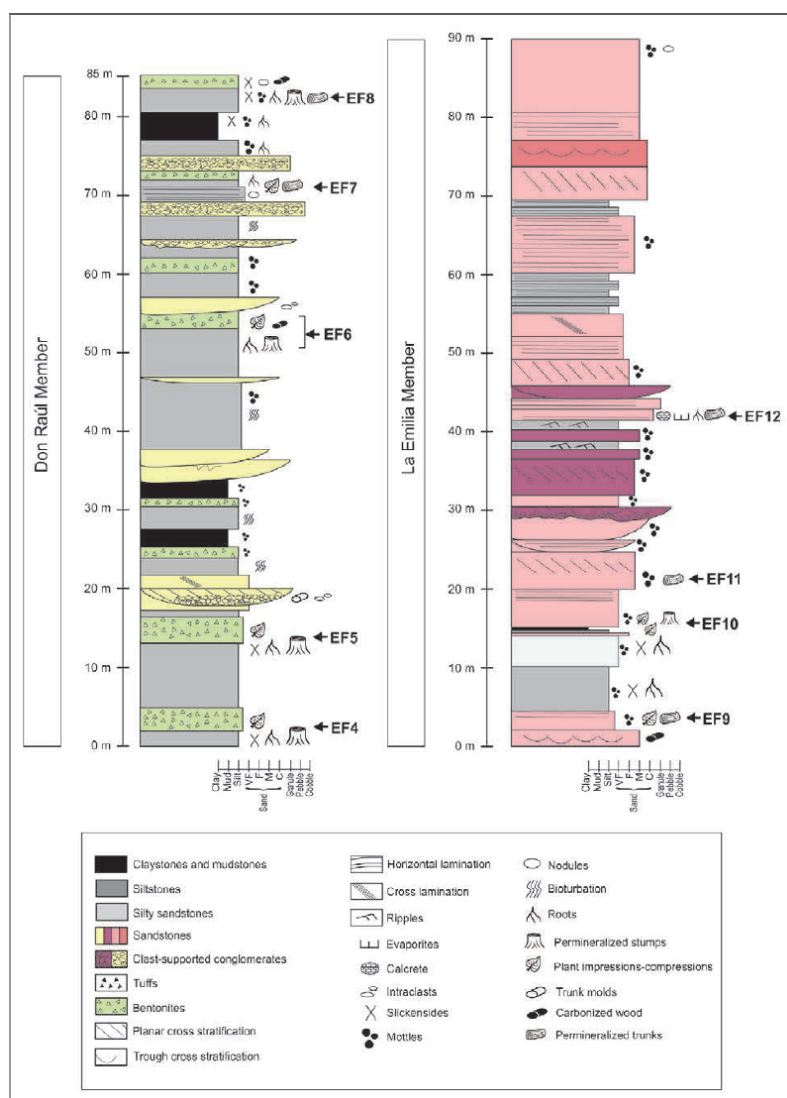 Don Raúl Member
85 m
80 m
70 m
60 m
50 m
40 m
30 m
20 m
10 m
0 m
EF8
EF7
EF6
EF5
EF4
Clay
Mud
Silt
VF
F
M
C
Granule
Pebble
Cobble
Sand
La Emilia Member
90 m
80 m
70 m
60 m
50 m
40 m
30 m
20 m
10 m
0 m
EF12
EF11
EF10
EF9
Clay
Mud
Silt
VF
F
M
C
Granule
Pebble
Cobble
Sand
Claystones and mudstones
Siltstones
Silty sandstones
Sandstones
Clast-supported conglomerates
Tuffs
Bentonites
Planar cross stratification
Trough cross stratification
Horizontal lamination
Cross lamination
Ripples
Evaporites
Calcrete
Intraclasts
Slickensides
Mottles
Nodules
Bioturbation
Roots
Permineralized stumps
Plant impressions-compressions
Trunk molds
Carbonized wood
Permineralized trunks